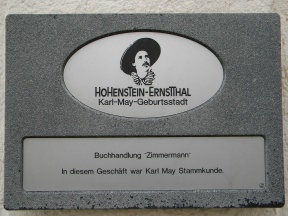 HOHENSTEIN-ERNSTTHAL
Karl-May-Geburtsstadt
Buchhandlung "Zimmermann"
In diesem Geschäft war Karl May Stammkunde.